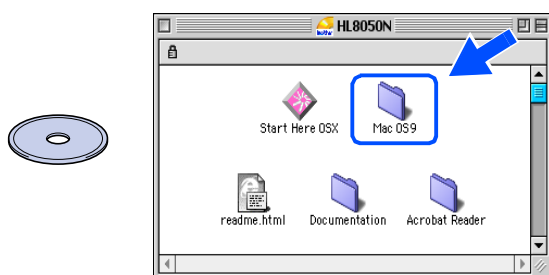 HL8050N
Start Here OSX
Mac OS9
readme.html
Documentation
Acrobat Reader